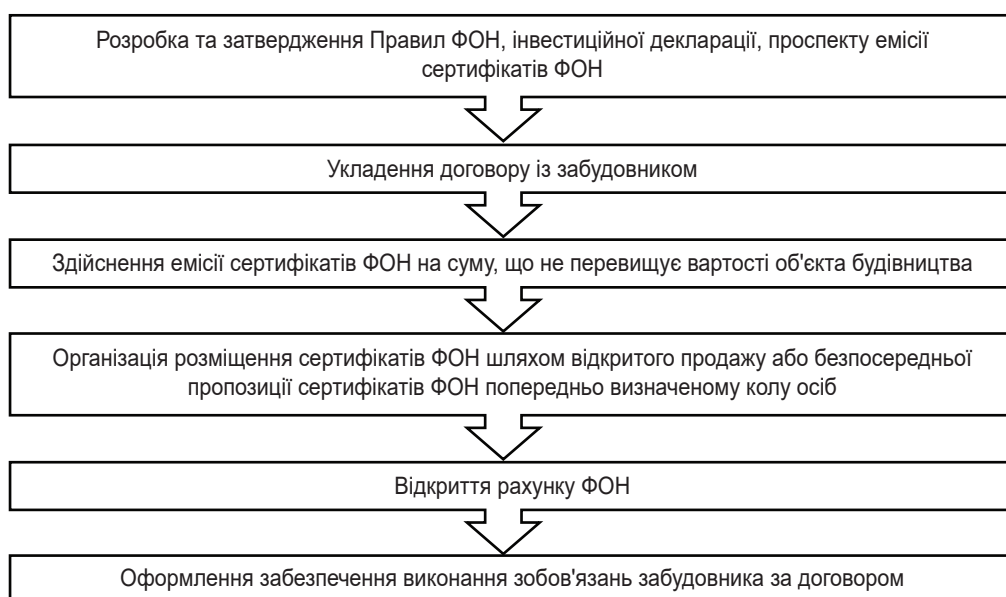 Розробка та затвердження Правил ФОН, інвестиційної декларації, проспекту емісії
сертифікатів ФОН
Укладення договору із забудовником
Здійснення емісії сертифікатів ФОН на суму, що не перевищує вартості об'єкта будівництва
Організація розміщення сертифікатів ФОН шляхом відкритого продажу або безпосередньої
пропозиції сертифікатів ФОН попередньо визначеному колу осіб
Відкриття рахунку ФОН
Оформлення забезпечення виконання зобов'язань забудовника за договором